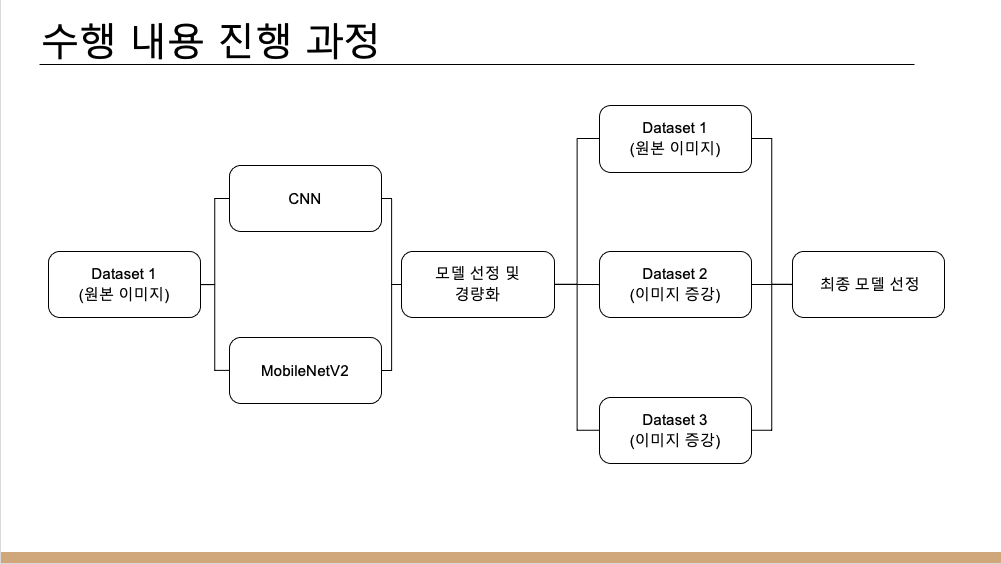 수행 내용 진행 과정
Dataset 1
(원본 이미지)
CNN
MobileNetV2
모델 선정 및
경량화
Dataset 1
(원본 이미지)
Dataset 2
(이미지 증강)
Dataset 3
(이미지 증강)
최종 모델 선정